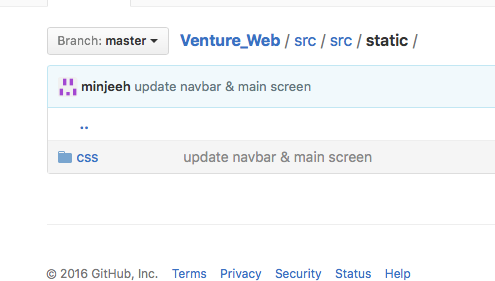 Branch: master Venture_Web / src / src / static /
minjeeh update navbar & main screen
..
css update navbar & main screen
© 2016 GitHub, Inc. Terms Privacy Security Status Help